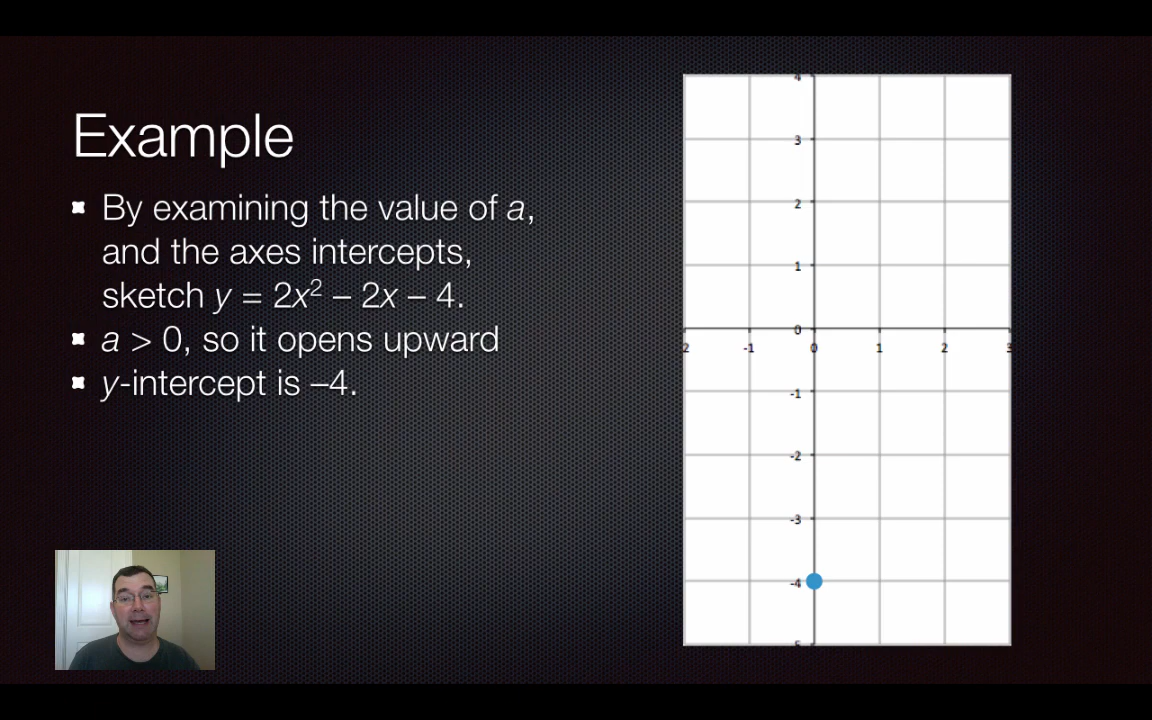 Example
By examining the value of a,
and the axes intercepts,
sketch y = 2x² – 2x – 4.
a > 0, so it opens upward
y-intercept is –4.
4
3
2
1
0
2 -1 0 1 2 3
-1
-2
-3
-4